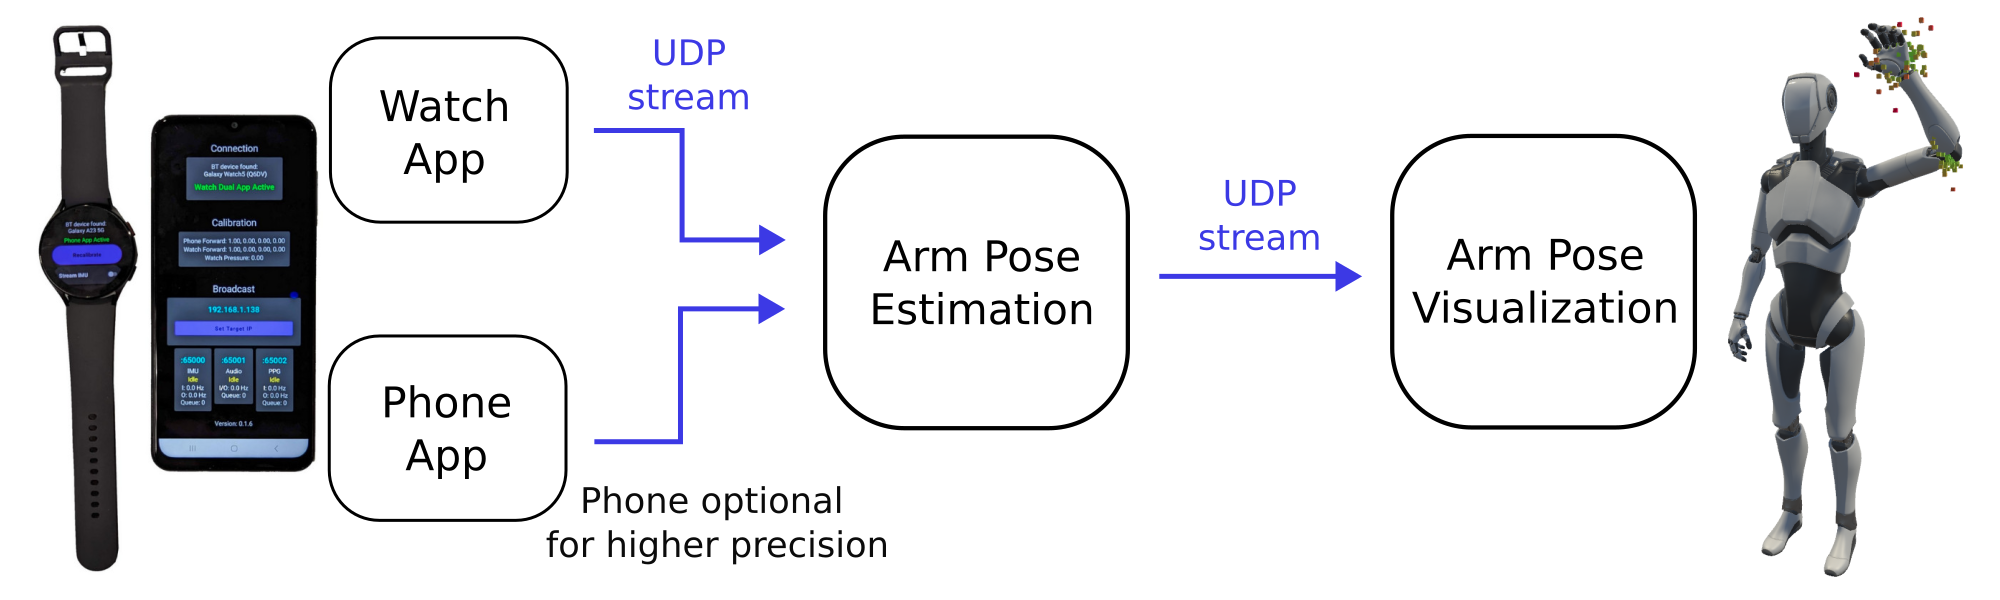 BT device found:
Galaxy A23 5G
Phone App Active
Recalibrate
Stream IMU
Connection
BT device found:
Galaxy Watch5 (Q6DV)
Watch Dual App Active
Calibration
Phone Forward: 1.00, 0.00, 0.00, 0.00
Watch Forward: 1.00, 0.00, 0.00, 0.00
Watch Pressure: 0.00
Broadcast
192.168.1.138
Set Target IP
:65000
IMU
Idle
I: 0.0 Hz
O: 0.0 Hz
Queue: 0
:65001
Audio
Idle
I/O: 0.0 Hz
Queue: 0
:65002
PPG
Idle
I: 0.0 Hz
O: 0.0 Hz
Queue: 0
Version: 0.1.6
Watch
App
Phone
App
UDP
stream
Phone optional
for higher precision
Arm Pose
Estimation
UDP
stream
Arm Pose
Visualization